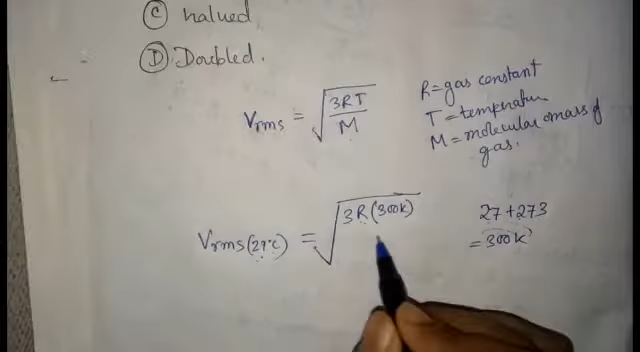 Ⓒ halued
Ⓓ Doubled.
Vrms = √(3RT/M)
R = gas constant
T = temperature
M = molecular mass of
gas.
Vrms(27°C) = √(3R(300k)
27 + 273
= 300k